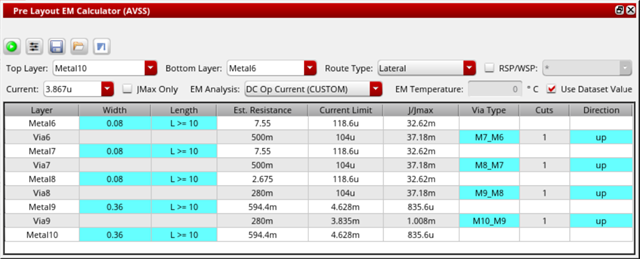 Pre Layout EM Calculator (AVSS)
Top Layer: Metal10 Bottom Layer: Metal6 Route Type: Lateral RSP/WSP: *
Current: 3.867u JMax Only EM Analysis: DC Op Current (CUSTOM) EM Temperature: 0 ° C Use Dataset Value
Layer Width Length Est. Resistance Current Limit J/Jmax Via Type Cuts Direction
Metal6 0.08 L >= 10 7.55 118.6u 32.62m
Via6 500m 104u 37.18m M7_M6 1 up
Metal7 0.08 L >= 10 7.55 118.6u 32.62m
Via7 500m 104u 37.18m M8_M7 1 up
Metal8 0.08 L >= 10 2.675 118.6u 32.62m
Via8 280m 104u 37.18m M9_M8 1 up
Metal9 0.36 L >= 10 594.4m 4.628m 835.6u
Via9 280m 3.835m 1.008m M10_M9 1 up
Metal10 0.36 L >= 10 594.4m 4.628m 835.6u